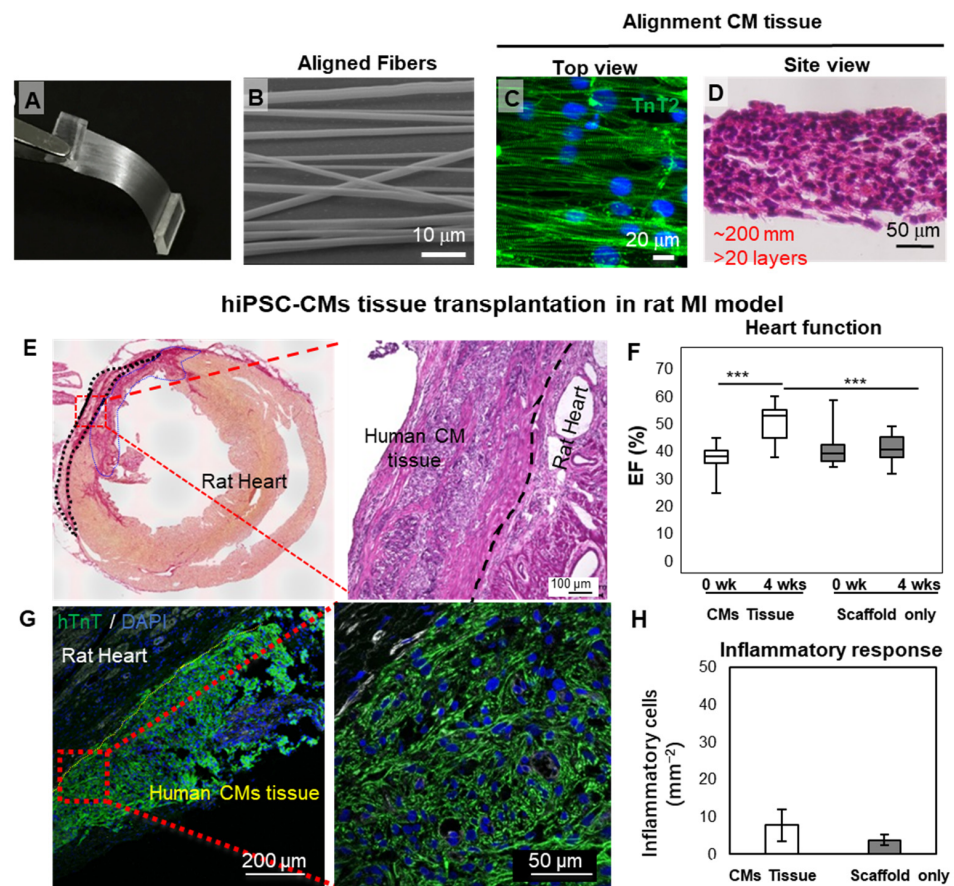 Alignment CM tissue
Aligned Fibers
Top view
Site view
A
B
C
TnT2
D
10 µm
20 µm
~200 mm
>20 layers
50 µm
hiPSC-CMs tissue transplantation in rat MI model
Heart function
E
Rat Heart
Human CM
tissue
Rat Heart
100 µm
F
EF (%)
70
60
50
40
30
20
10
0
***
***
0 wk
4 wks
0 wk
4 wks
CMs Tissue
Scaffold only
G
hTnT / DAPI
Rat Heart
Human CMs tissue
200 µm
50 µm
H
Inflammatory response
Inflammatory cells
(mm⁻²)
50
40
30
20
10
0
CMs Tissue
Scaffold only